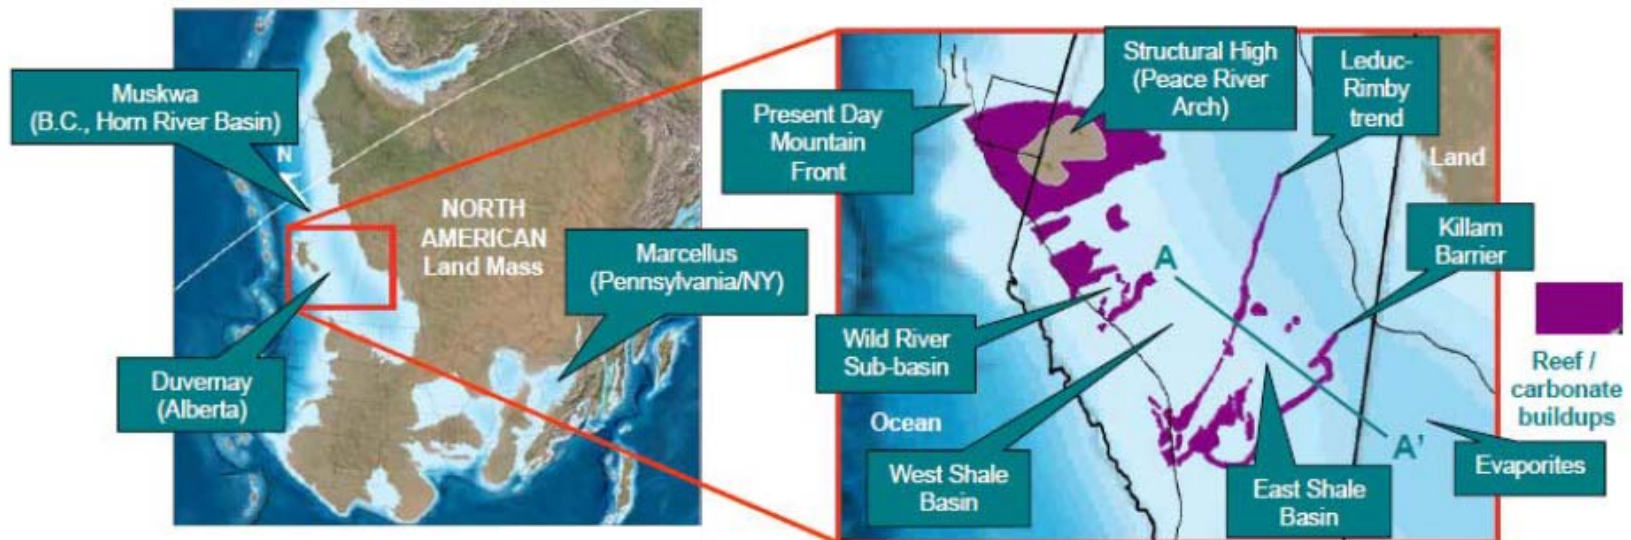 Muskwa
(B.C., Horn River Basin)
N
NORTH
AMERICAN
Land Mass
Marcellus
(Pennsylvania/NY)
Duvernay
(Alberta)
Structural High
(Peace River
Arch)
Leduc-
Rimby
trend
Present Day
Mountain
Front
Land
Killam
Barrier
A
Wild River
Sub-basin
Reef /
carbonate
buildups
Ocean
A'
West Shale
Basin
East Shale
Basin
Evaporites